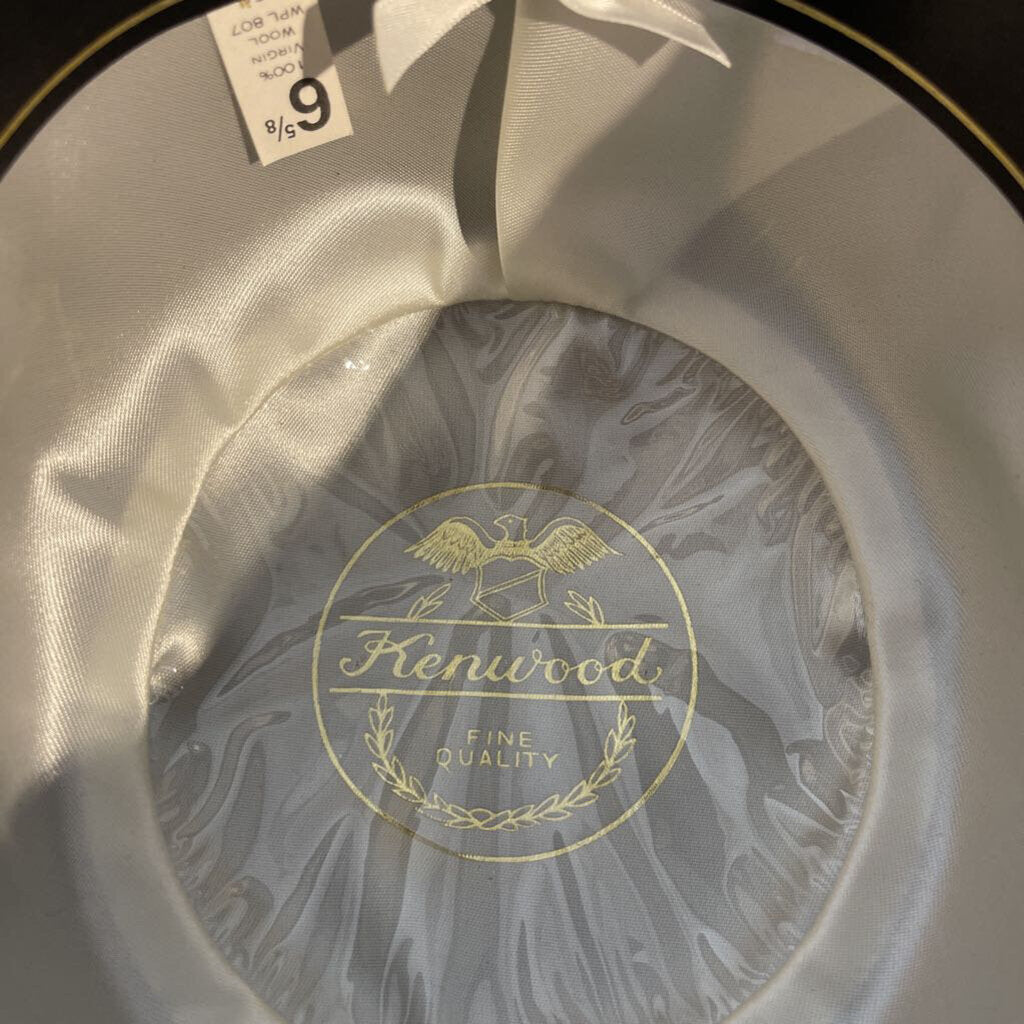 6 5/8
100%
VIRGIN
WOOL
WPL 807
Kenwood
FINE
QUALITY